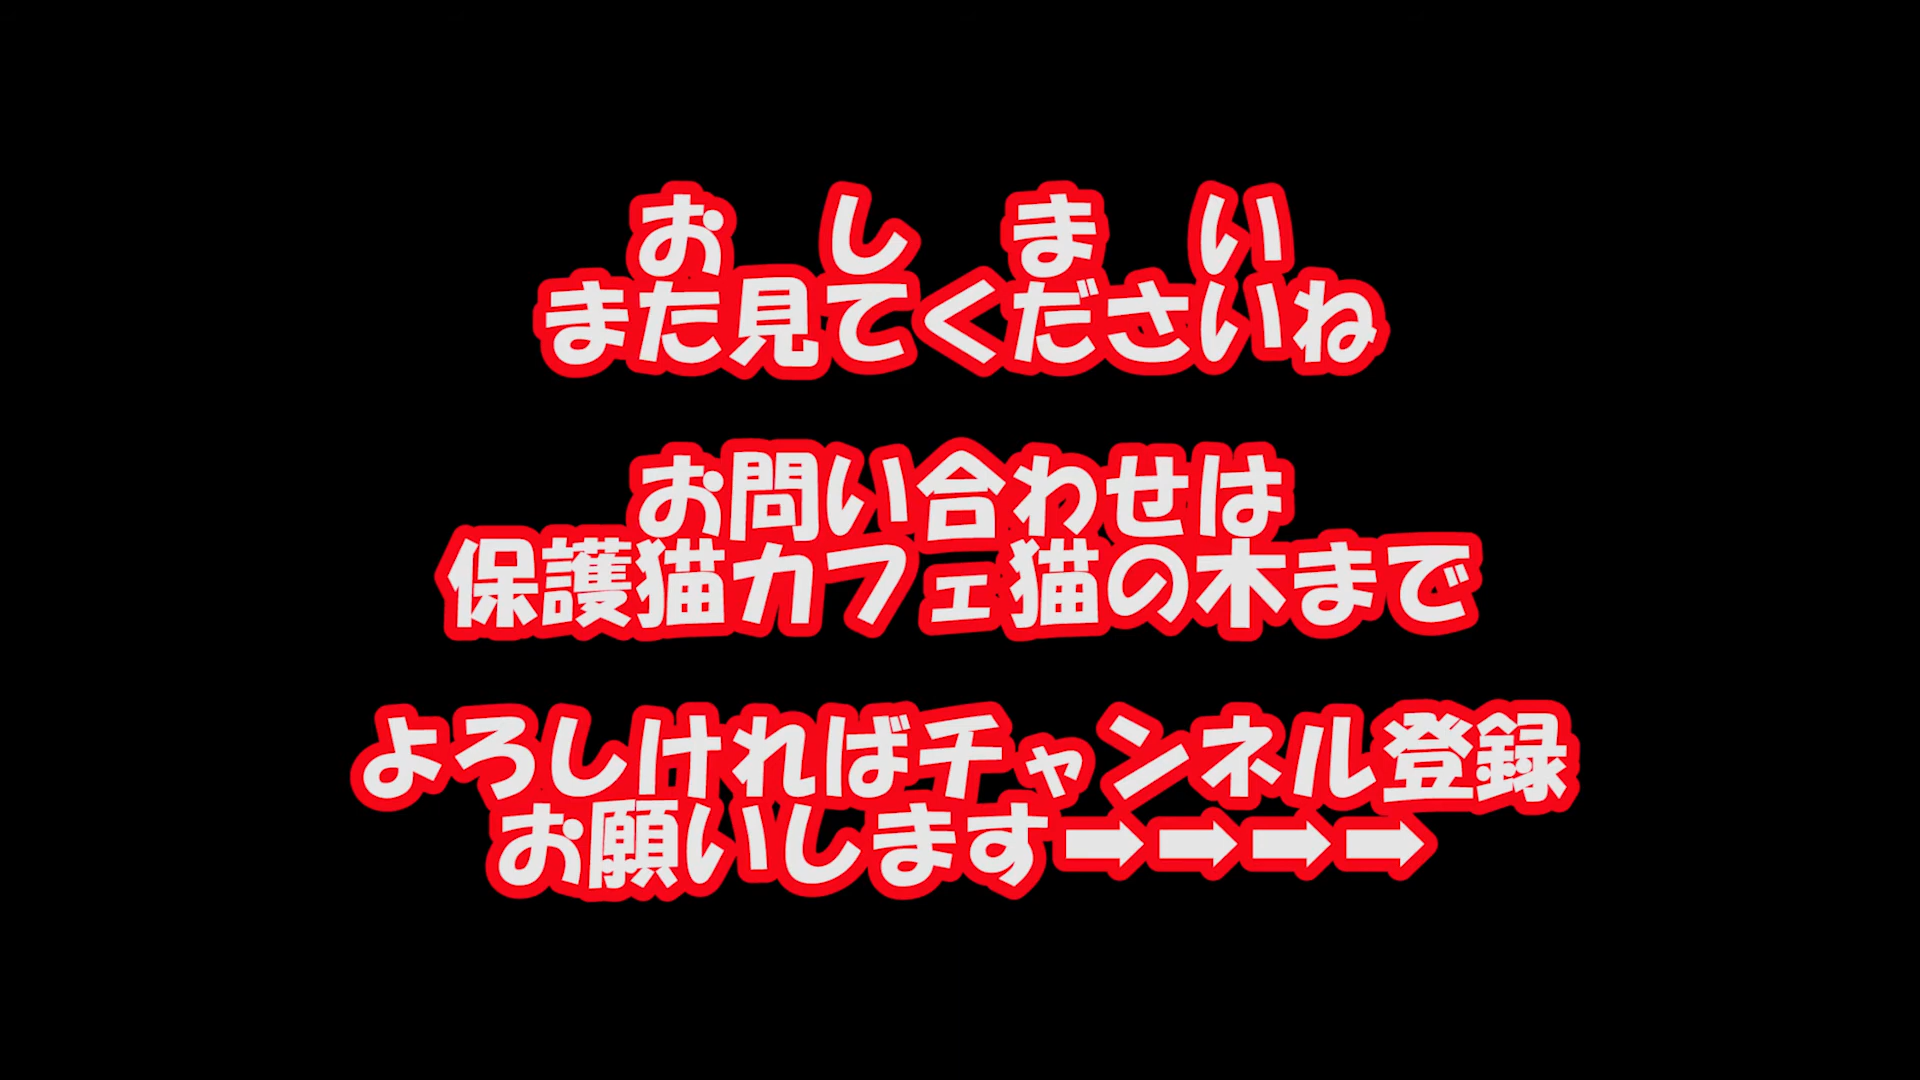 お　し　ま　い
また見てくださいね
お問い合わせは
保護猫カフェ猫の木まで
よろしければチャンネル登録
お願いします➡➡➡➡